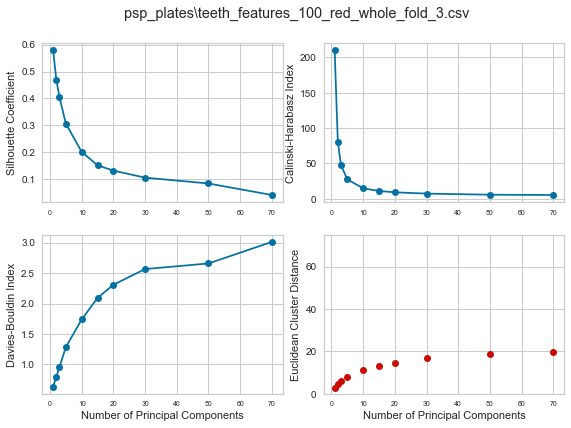 psp_plates\teeth_features_100_red_whole_fold_3.csv
Silhouette Coefficient
0.6
0.5
0.4
0.3
0.2
0.1
0 10 20 30 40 50 60 70
Calinski-Harabasz Index
200
150
100
50
0
0 10 20 30 40 50 60 70
Davies-Bouldin Index
3.0
2.5
2.0
1.5
1.0
0 10 20 30 40 50 60 70
Number of Principal Components
Euclidean Cluster Distance
60
40
20
0
0 10 20 30 40 50 60 70
Number of Principal Components